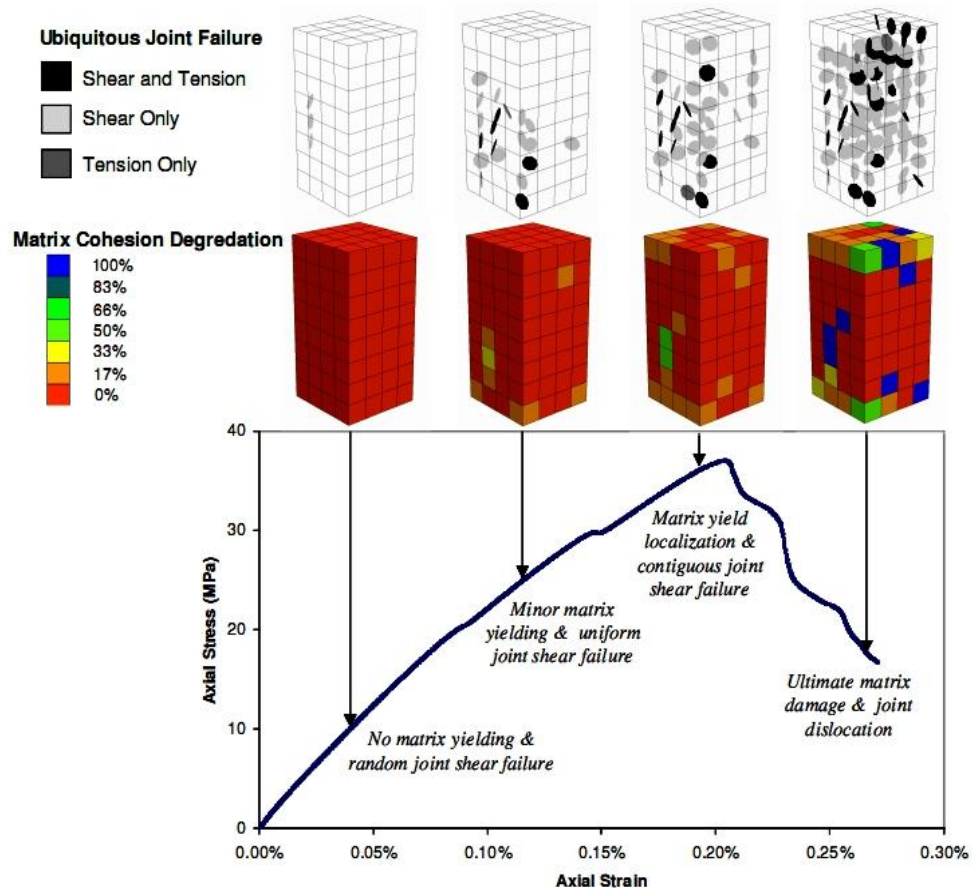 Ubiquitous Joint Failure
Shear and Tension
Shear Only
Tension Only
Matrix Cohesion Degredation
100%
83%
66%
50%
33%
17%
0%
40
30
20
10
0
Axial Stress (MPa)
No matrix yielding &
random joint shear failure
Minor matrix
yielding & uniform
joint shear failure
Matrix yield
localization &
contiguous joint
shear failure
Ultimate matrix
damage & joint
dislocation
0.00%
0.05%
0.10%
0.15%
0.20%
0.25%
0.30%
Axial Strain